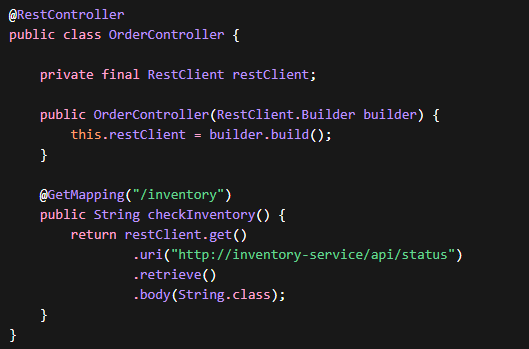 @RestController
public class OrderController {
    private final RestClient restClient;
    public OrderController(RestClient.Builder builder) {
        this.restClient = builder.build();
    }
    @GetMapping("/inventory")
    public String checkInventory() {
        return restClient.get()
                .uri("http://inventory-service/api/status")
                .retrieve()
                .body(String.class);
    }
}